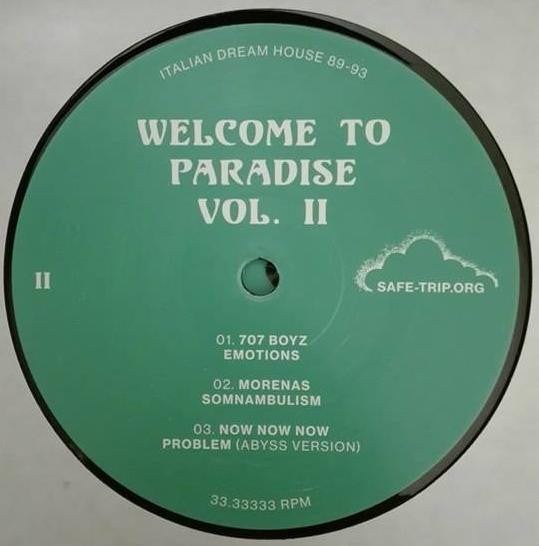 ITALIAN DREAM HOUSE 89-93
WELCOME TO
PARADISE
VOL. II
II
SAFE-TRIP.ORG
01. 707 BOYZ
EMOTIONS
02. MORENAS
SOMNAMBULISM
03. NOW NOW NOW
PROBLEM (ABYSS VERSION)
33.33333 RPM